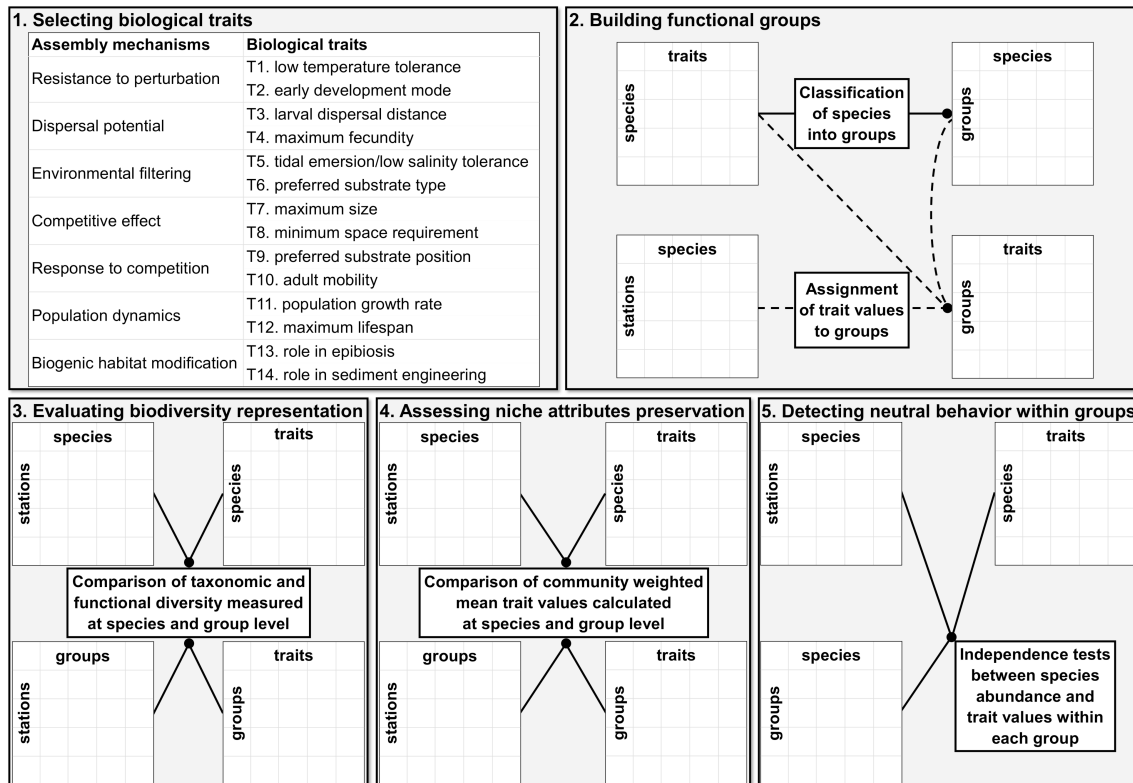 1. Selecting biological traits
Assembly mechanisms Biological traits
Resistance to perturbation
T1. low temperature tolerance
T2. early development mode
Dispersal potential
T3. larval dispersal distance
T4. maximum fecundity
Environmental filtering
T5. tidal emersion/low salinity tolerance
T6. preferred substrate type
Competitive effect
T7. maximum size
T8. minimum space requirement
Response to competition
T9. preferred substrate position
T10. adult mobility
Population dynamics
T11. population growth rate
T12. maximum lifespan
Biogenic habitat modification
T13. role in epibiosis
T14. role in sediment engineering
2. Building functional groups
traits
species
Classification
of species
into groups
species
groups
species
stations
Assignment
of trait values
to groups
traits
groups
3. Evaluating biodiversity representation
species
stations
traits
species
Comparison of taxonomic and
functional diversity measured
at species and group level
groups
stations
traits
groups
4. Assessing niche attributes preservation
species
stations
traits
species
Comparison of community weighted
mean trait values calculated
at species and group level
groups
stations
traits
groups
5. Detecting neutral behavior within groups
species
stations
traits
species
species
groups
Independence tests
between species
abundance and
trait values within
each group